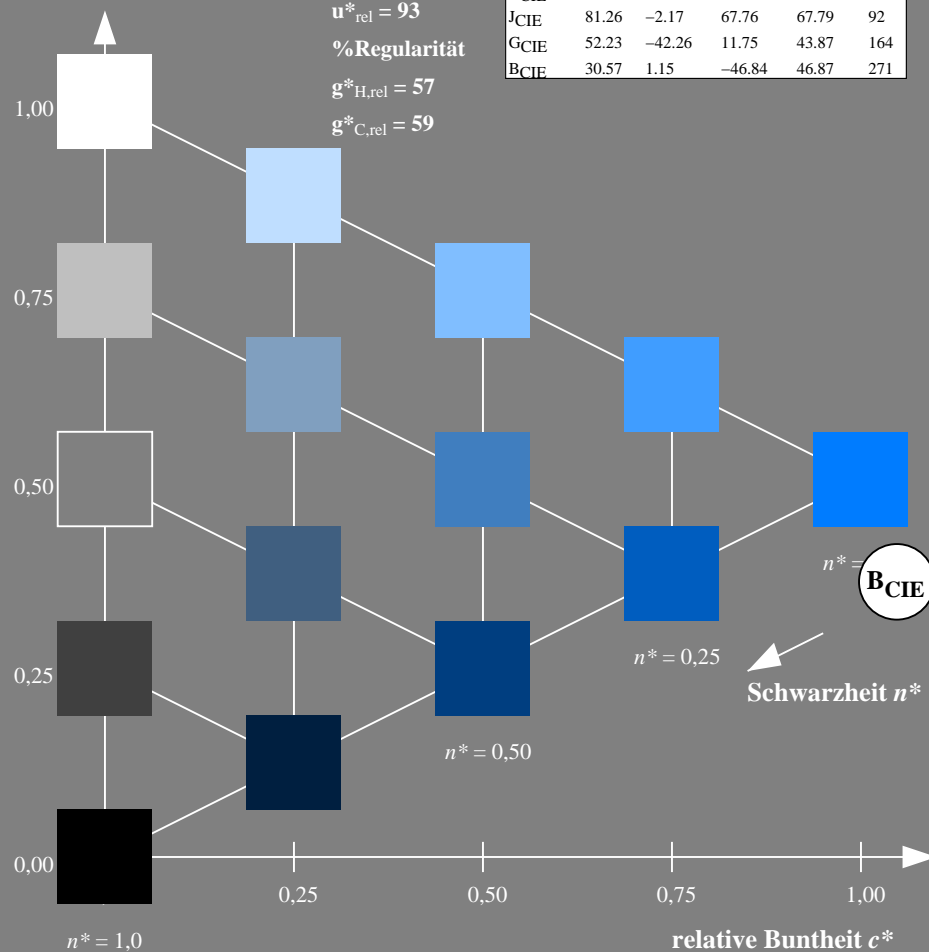 u*rel = 93
%Regularität
g*H,rel = 57
g*C,rel = 59
CIE
JCIE 81.26 −2.17 67.76 67.79 92
GCIE 52.23 −42.26 11.75 43.87 164
BCIE 30.57 1.15 −46.84 46.87 271
1,00
0,75
0,50
0,25
0,00
n* =
BCIE
n* = 0,25
Schwarzheit n*
n* = 0,50
0,25 0,50 0,75 1,00
n* = 1,0
relative Buntheit c*